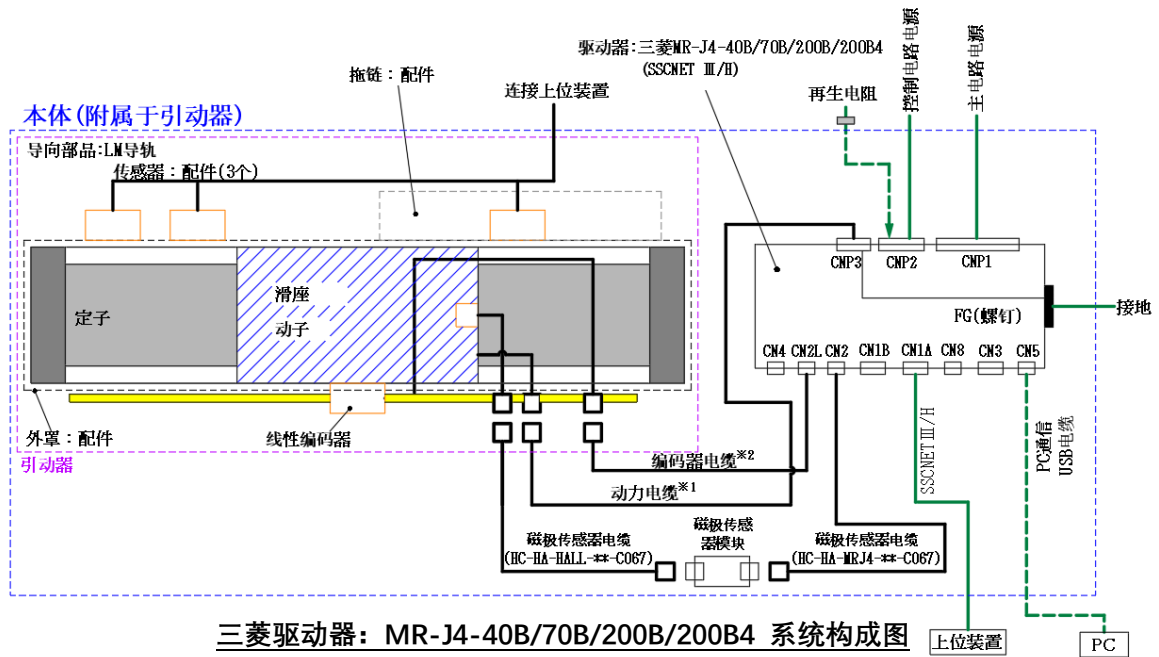 驱动器:三菱MR-J4-40B/70B/200B/200B4
(SSCNET Ⅲ/H)
控制电路电源
主电路电源
拖链：配件
连接上位装置
再生电阻
本体(附属于引动器)
导向部品:LM导轨
传感器：配件(3个)
CNP3
CNP2
CNP1
滑座
定子
动子
FG(螺钉)
接地
CN4
CN2L
CN2
CN1B
CN1A
CN8
CN3
CN5
外罩：配件
线性编码器
引动器
编码器电缆※2
动力电缆※1
SSCNETⅢ/H
PC通信
USB电缆
磁极传感器电缆
(HC-HA-HALL-**-C067)
磁极传感
器模块
磁极传感器电缆
(HC-HA-MRJ4-**-C067)
三菱驱动器：MR-J4-40B/70B/200B/200B4 系统构成图
上位装置
PC